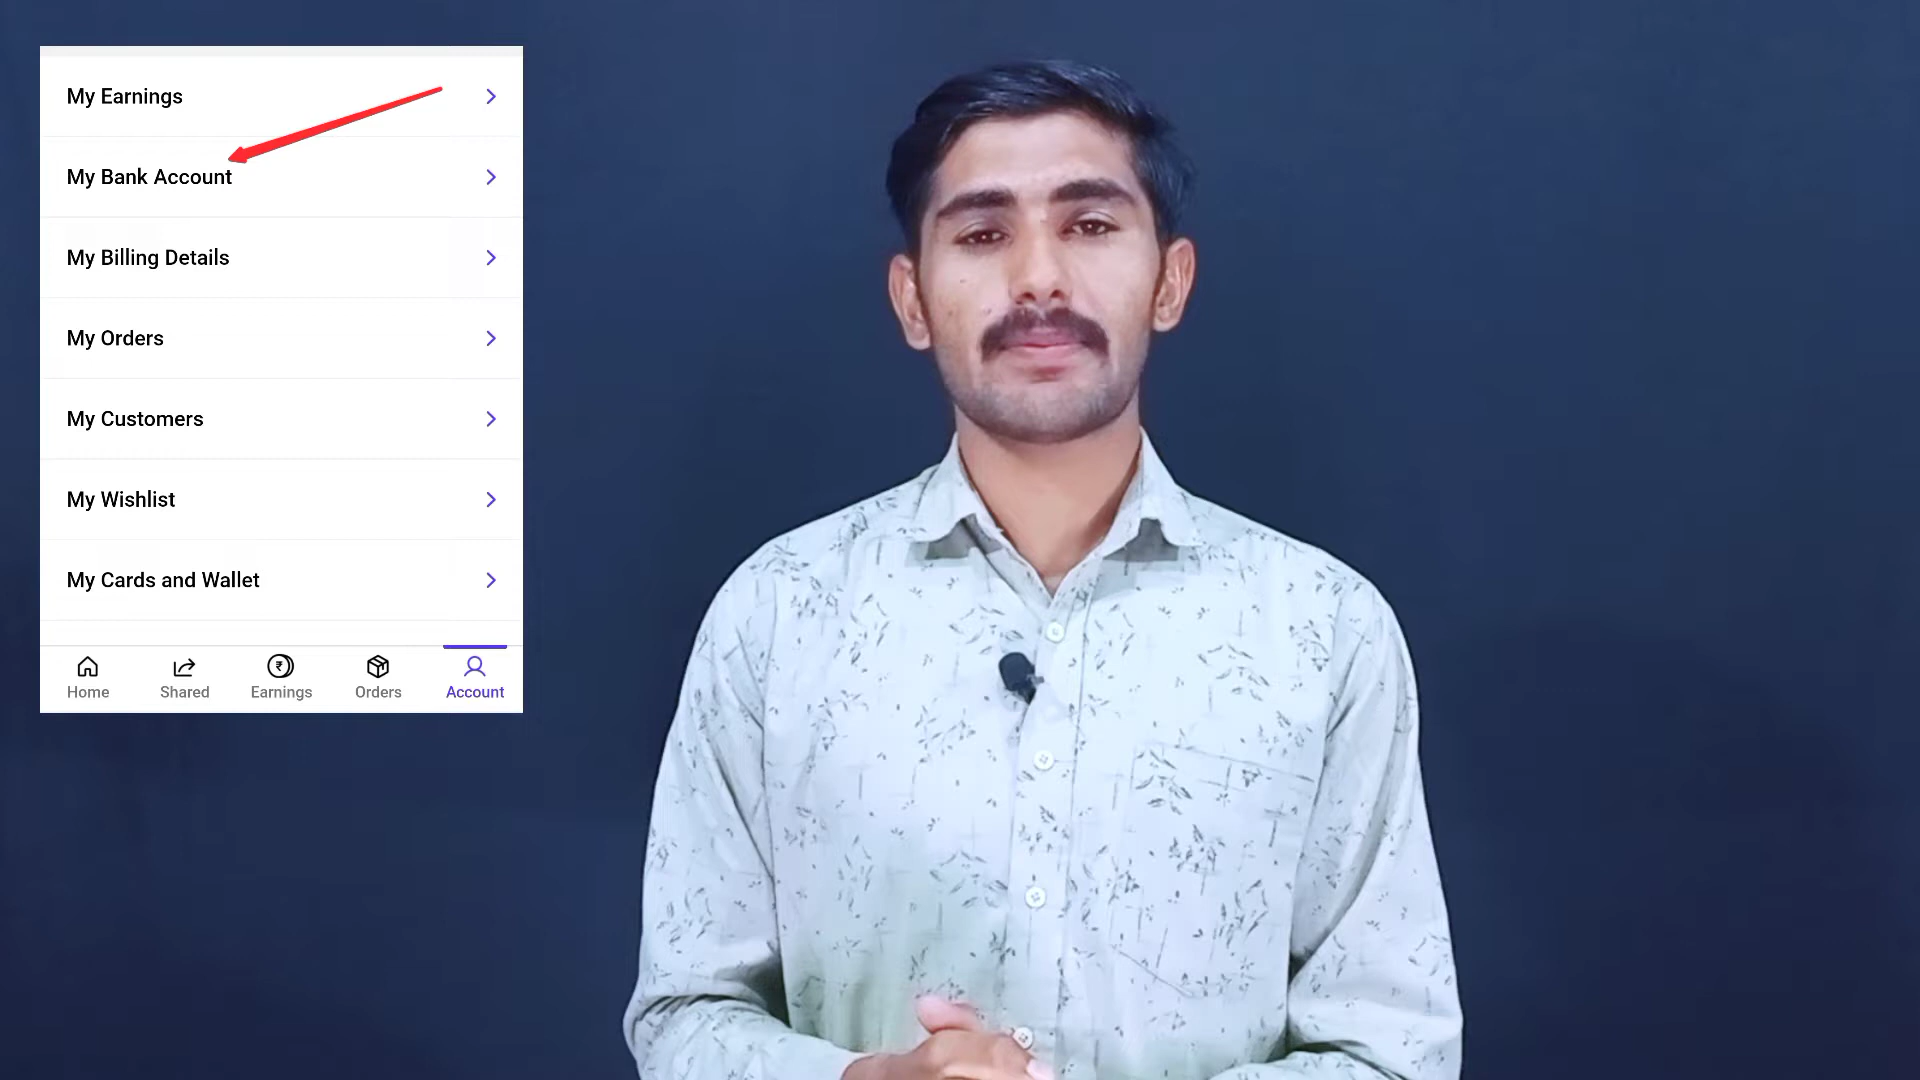 My Earnings
My Bank Account
My Billing Details
My Orders
My Customers
My Wishlist
My Cards and Wallet
Home
Shared
₹
Earnings
Orders
Account